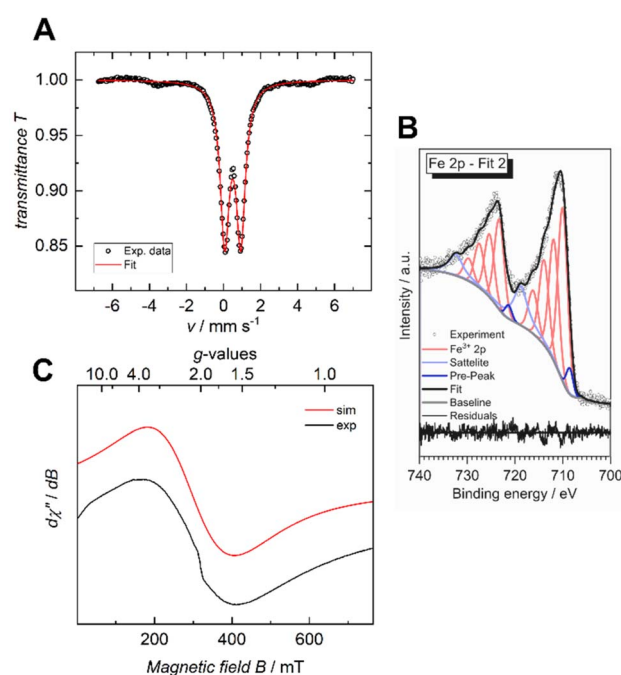 A
transmittance T
1.00
0.95
0.90
0.85
Exp. data
Fit
-6 -4 -2 0 2 4 6
v / mm s-1
B
Fe 2p - Fit 2
Intensity / a.u.
Experiment
Fe3+ 2p
Sattelite
Pre-Peak
Fit
Baseline
Residuals
740 730 720 710 700
Binding energy / eV
C
g-values
10.0 4.0 2.0 1.5 1.0
sim
exp
dχ'' / dB
200 400 600
Magnetic field B / mT